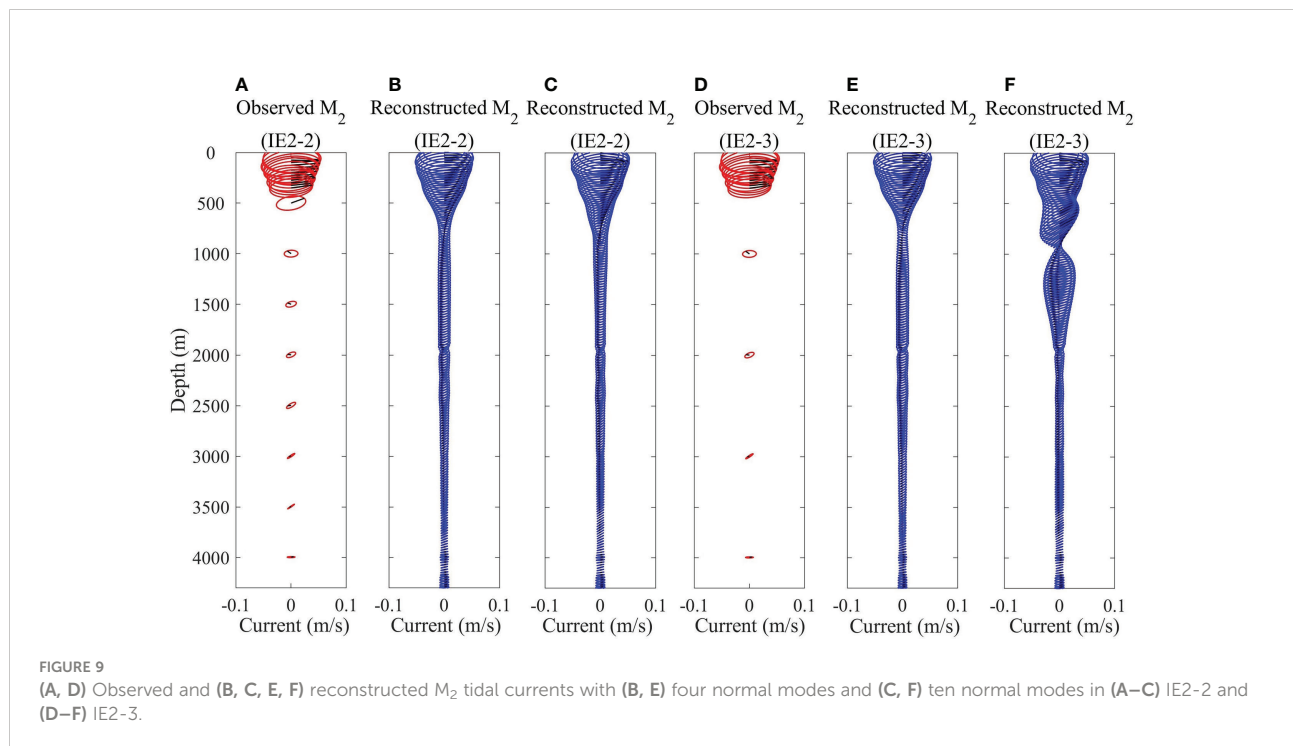 A B C D E F
Observed M2 Reconstructed M2 Reconstructed M2 Observed M2 Reconstructed M2 Reconstructed M2
(IE2-2) (IE2-2) (IE2-2) (IE2-3) (IE2-3) (IE2-3)
0
500
1000
1500
2000
2500
3000
3500
4000
Depth (m)
-0.1 0 0.1 -0.1 0 0.1 -0.1 0 0.1 -0.1 0 0.1 -0.1 0 0.1 -0.1 0 0.1
Current (m/s) Current (m/s) Current (m/s) Current (m/s) Current (m/s) Current (m/s)
FIGURE 9
(A, D) Observed and (B, C, E, F) reconstructed M2 tidal currents with (B, E) four normal modes and (C, F) ten normal modes in (A–C) IE2-2 and
(D–F) IE2-3.